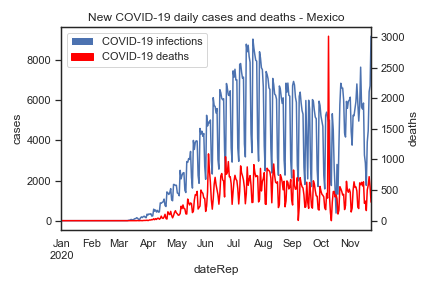 New COVID-19 daily cases and deaths - Mexico
COVID-19 infections
COVID-19 deaths
8000
6000
4000
2000
0
cases
3000
2500
2000
1500
1000
500
0
deaths
Jan Feb Mar Apr May Jun Jul Aug Sep Oct Nov
2020
dateRep